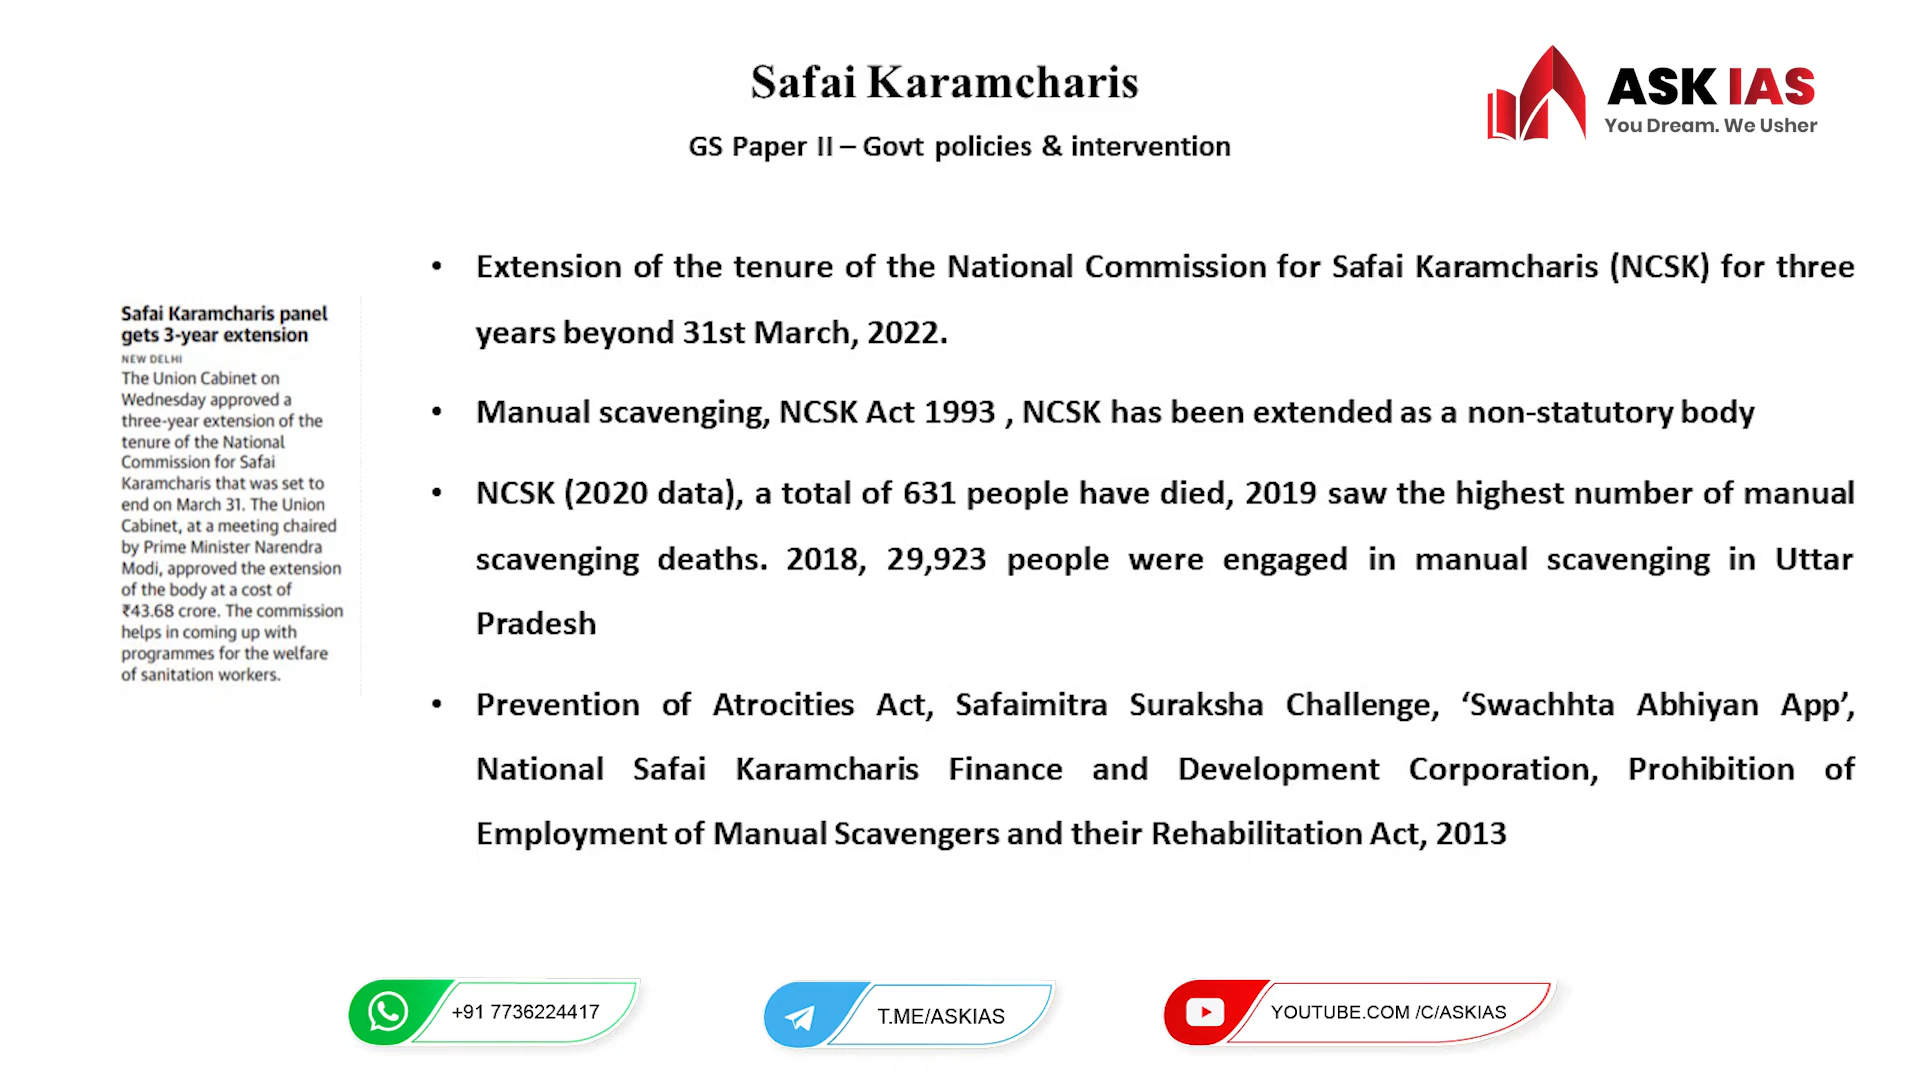 Safai Karamcharis
GS Paper II – Govt policies & intervention
ASK IAS
You Dream. We Usher
Safai Karamcharis panel
gets 3-year extension
NEW DELHI
The Union Cabinet on
Wednesday approved a
three-year extension of the
tenure of the National
Commission for Safai
Karamcharis that was set to
end on March 31. The Union
Cabinet, at a meeting chaired
by Prime Minister Narendra
Modi, approved the extension
of the body at a cost of
₹43.68 crore. The commission
helps in coming up with
programmes for the welfare
of sanitation workers.
• Extension of the tenure of the National Commission for Safai Karamcharis (NCSK) for three
years beyond 31st March, 2022.
• Manual scavenging, NCSK Act 1993 , NCSK has been extended as a non-statutory body
• NCSK (2020 data), a total of 631 people have died, 2019 saw the highest number of manual
scavenging deaths. 2018, 29,923 people were engaged in manual scavenging in Uttar
Pradesh
• Prevention of Atrocities Act, Safaimitra Suraksha Challenge, ‘Swachhta Abhiyan App’,
National Safai Karamcharis Finance and Development Corporation, Prohibition of
Employment of Manual Scavengers and their Rehabilitation Act, 2013
+91 7736224417
T.ME/ASKIAS
YOUTUBE.COM /C/ASKIAS